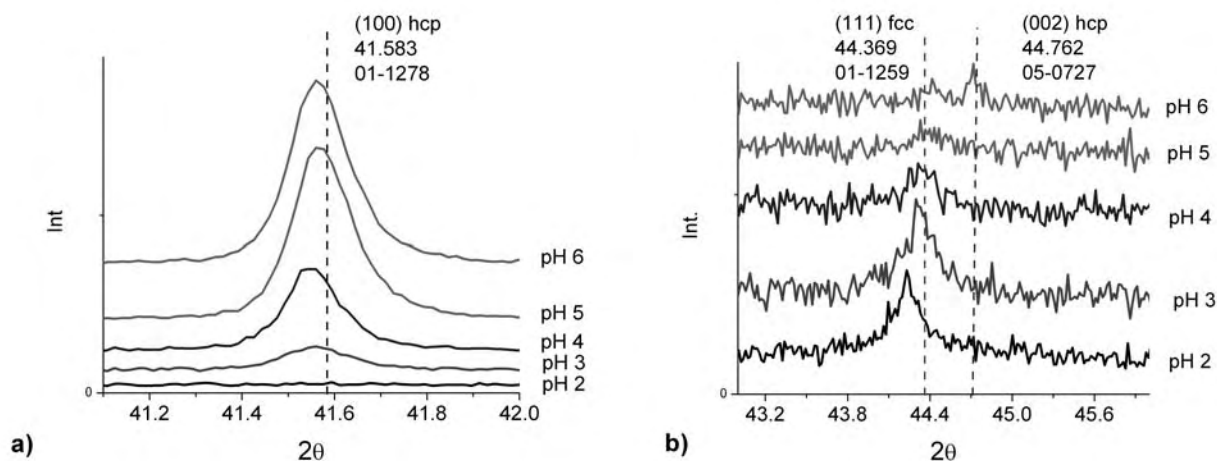 (100) hcp
41.583
01-1278
Int
pH 6
pH 5
pH 4
pH 3
pH 2
0
41.2 41.4 41.6 41.8 42.0
a)
2θ
(111) fcc
44.369
01-1259
(002) hcp
44.762
05-0727
Int.
pH 6
pH 5
pH 4
pH 3
pH 2
0
43.2 43.8 44.4 45.0 45.6
b)
2θ